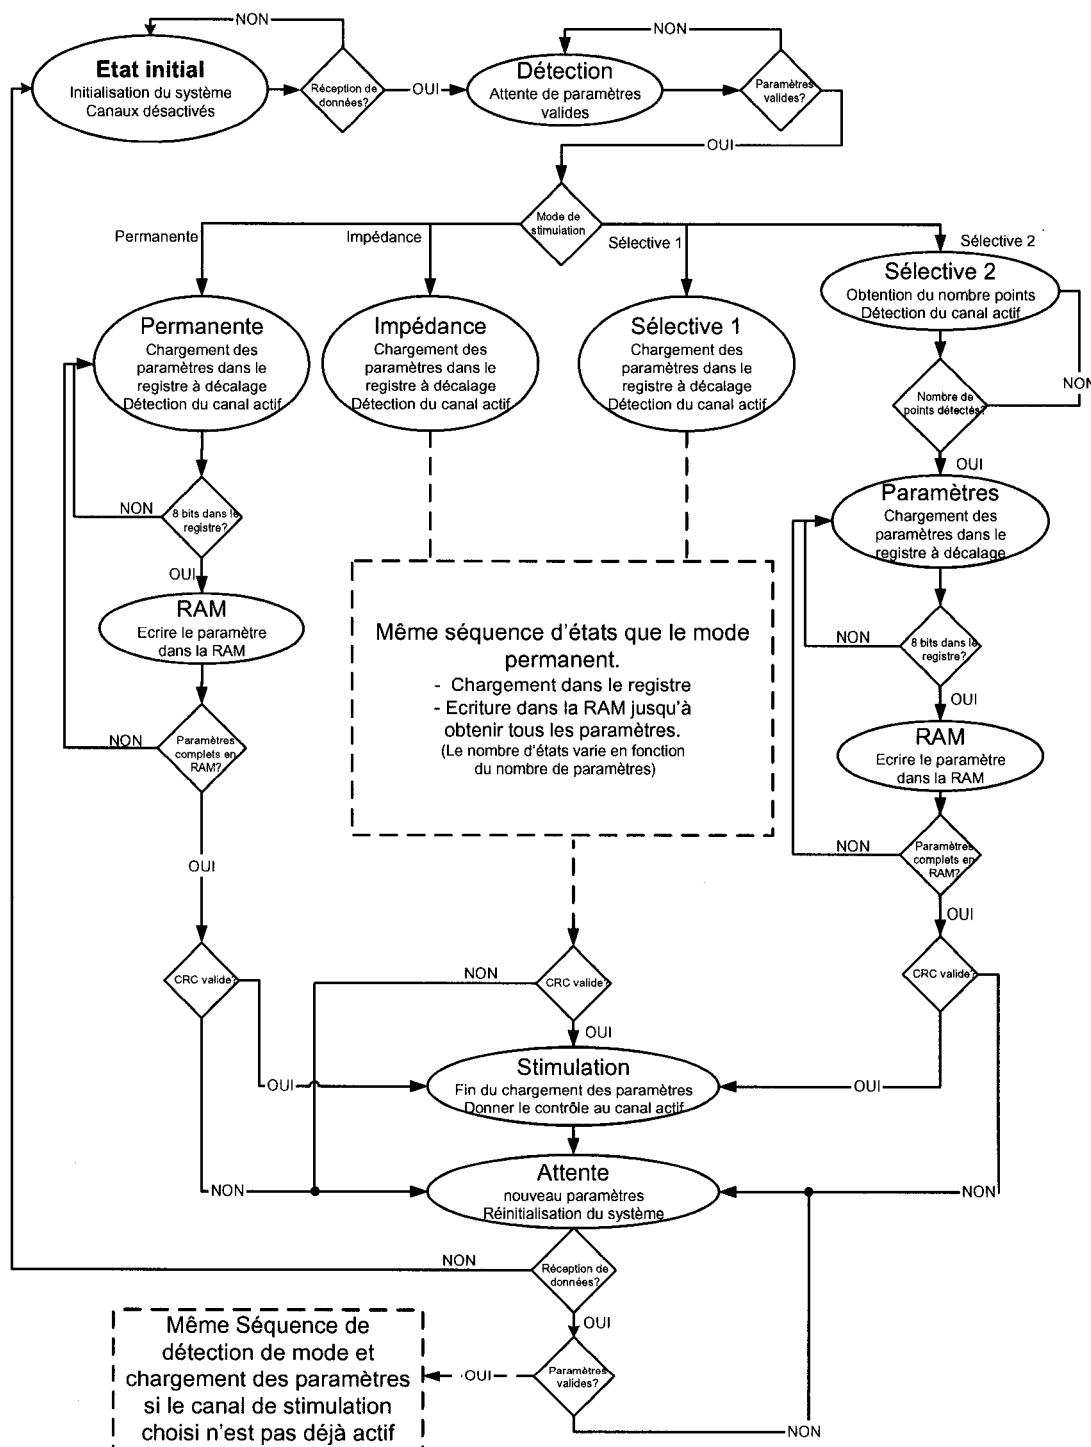 NON
NON
Etat initial
Initialisation du système
Canaux désactivés
Réception de
données?
OUI
Détection
Attente de paramètres
valides
Paramètres
valides?
OUI
Mode de
stimulation
Permanente
Impédance
Sélective 1
Sélective 2
Permanente
Chargement des
paramètres dans le
registre à décalage
Détection du canal actif
Impédance
Chargement des
paramètres dans le
registre à décalage
Détection du canal actif
Sélective 1
Chargement des
paramètres dans le
registre à décalage
Détection du canal actif
Sélective 2
Obtention du nombre points
Détection du canal actif
NON
Nombre de
points détectés?
OUI
Paramètres
Chargement des
paramètres dans le
registre à décalage
NON
8 bits dans le
registre?
OUI
RAM
Ecrire le paramètre
dans la RAM
NON
Paramètres
complets en
RAM?
OUI
Même séquence d'états que le mode
permanent.
- Chargement dans le registre
- Ecriture dans la RAM jusqu'à
obtenir tous les paramètres.
(Le nombre d'états varie en fonction
du nombre de paramètres)
NON
8 bits dans le
registre?
OUI
RAM
Ecrire le paramètre
dans la RAM
NON
Paramètres
complets en
RAM?
OUI
CRC valide?
NON
CRC valide?
OUI
CRC valide?
Stimulation
Fin du chargement des paramètres
Donner le contrôle au canal actif
OUI
OUI
Attente
nouveau paramètres
Réinitialisation du système
NON
NON
NON
Réception de
données?
OUI
Paramètres
valides?
OUI
NON
Même Séquence de
détection de mode et
chargement des paramètres
si le canal de stimulation
choisi n'est pas déjà actif